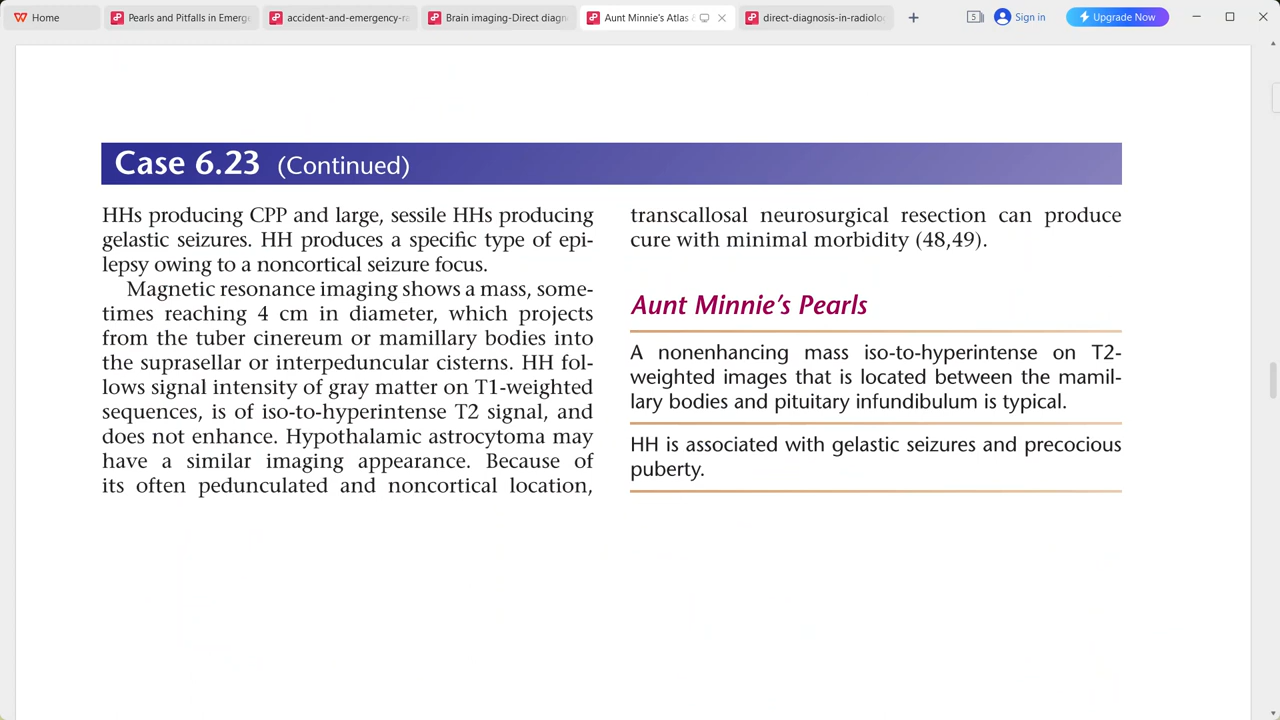 Home
Pearls and Pitfalls in Emerg
accident-and-emergency-ra
Brain imaging-Direct diagn
Aunt Minnie's Atlas &
direct-diagnosis-in-radiolo
5
Sign in
Upgrade Now
Case 6.23 (Continued)
HHs producing CPP and large, sessile HHs producing
gelastic seizures. HH produces a specific type of epi-
lepsy owing to a noncortical seizure focus.
Magnetic resonance imaging shows a mass, some-
times reaching 4 cm in diameter, which projects
from the tuber cinereum or mamillary bodies into
the suprasellar or interpeduncular cisterns. HH fol-
lows signal intensity of gray matter on T1-weighted
sequences, is of iso-to-hyperintense T2 signal, and
does not enhance. Hypothalamic astrocytoma may
have a similar imaging appearance. Because of
its often pedunculated and noncortical location,
transcallosal neurosurgical resection can produce
cure with minimal morbidity (48,49).
Aunt Minnie's Pearls
A nonenhancing mass iso-to-hyperintense on T2-
weighted images that is located between the mamil-
lary bodies and pituitary infundibulum is typical.
HH is associated with gelastic seizures and precocious
puberty.